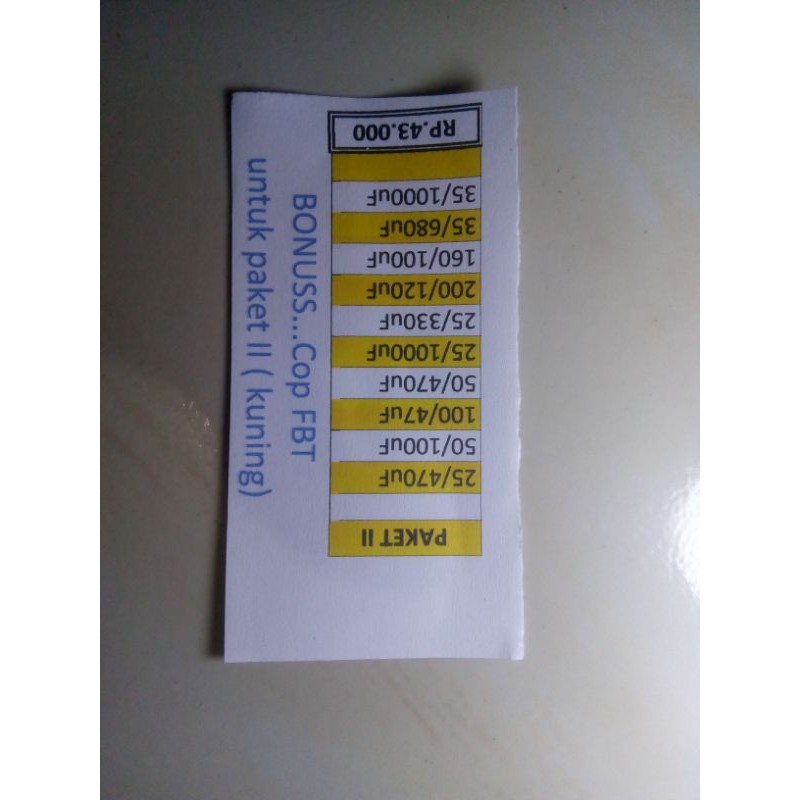 PAKET II
25/470uF
50/100uF
100/47uF
50/470uF
25/1000uF
25/330uF
200/120uF
160/100uF
35/680uF
35/1000uF
RP.43.000
BONUSS...Cop FBT
untuk paket II ( kuning)